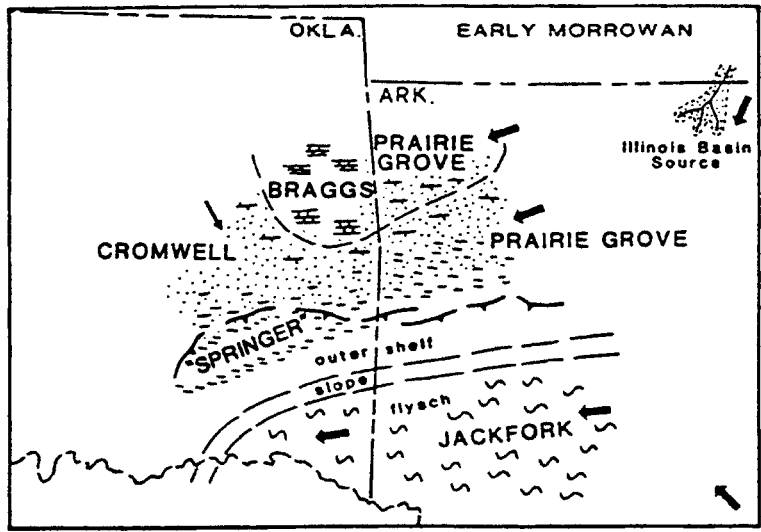 OKLA.
EARLY MORROWAN
ARK.
Illinois Basin
Source
PRAIRIE
GROVE
BRAGGS
CROMWELL
PRAIRIE GROVE
"SPRINGER"
outer shelf
slope
flysch
JACKFORK